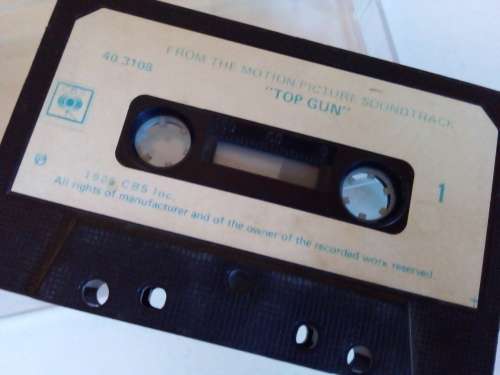 40 3108
FROM THE MOTION PICTURE SOUNDTRACK
"TOP GUN"
1
℗
CBS Inc.
All rights of manufacturer and of the owner of the recorded work reserved